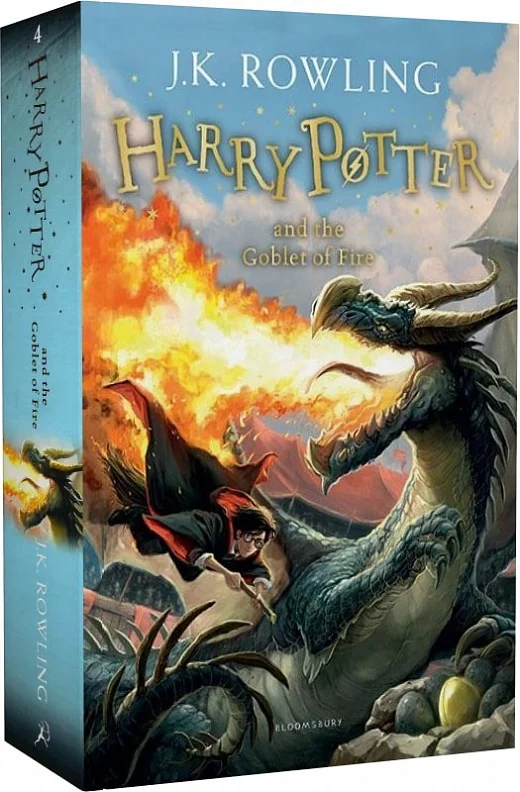 4
HARRY POTTER
and the
Goblet of Fire
J.K. ROWLING
J.K. ROWLING
HARRY POTTER
and the
Goblet of Fire
BLOOMSBURY